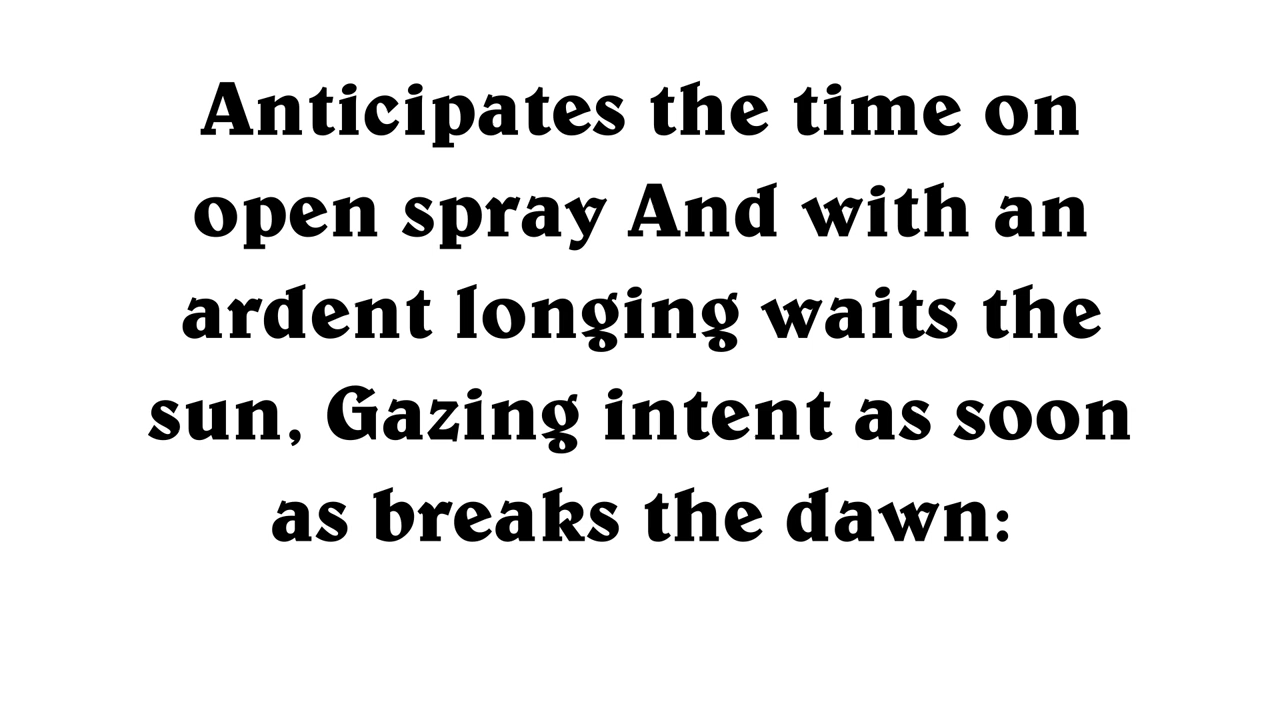 Anticipates the time on
open spray And with an
ardent longing waits the
sun, Gazing intent as soon
as breaks the dawn: